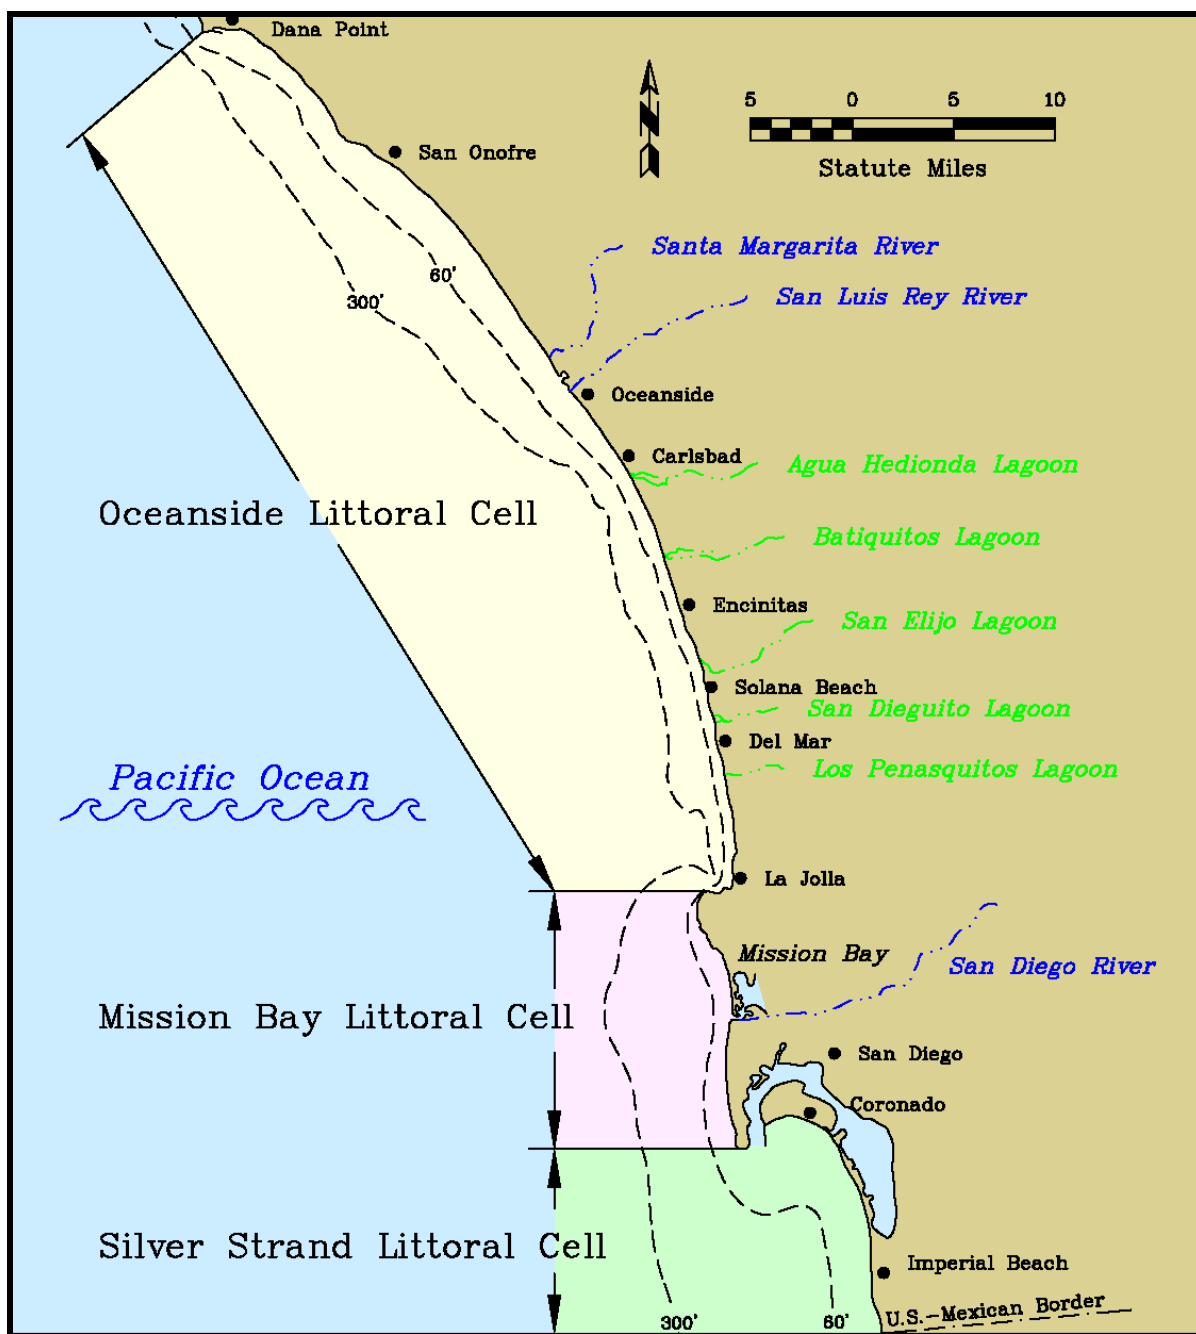 Dana Point
San Onofre
5 0 5 10
Statute Miles
Santa Margarita River
60'
San Luis Rey River
300'
Oceanside
Carlsbad
Agua Hedionda Lagoon
Oceanside Littoral Cell
Batiquitos Lagoon
Encinitas
San Elijo Lagoon
Solana Beach
San Dieguito Lagoon
Del Mar
Los Penasquitos Lagoon
Pacific Ocean
La Jolla
Mission Bay
San Diego River
Mission Bay Littoral Cell
San Diego
Coronado
Silver Strand Littoral Cell
Imperial Beach
U.S.-Mexican Border
300'
60'